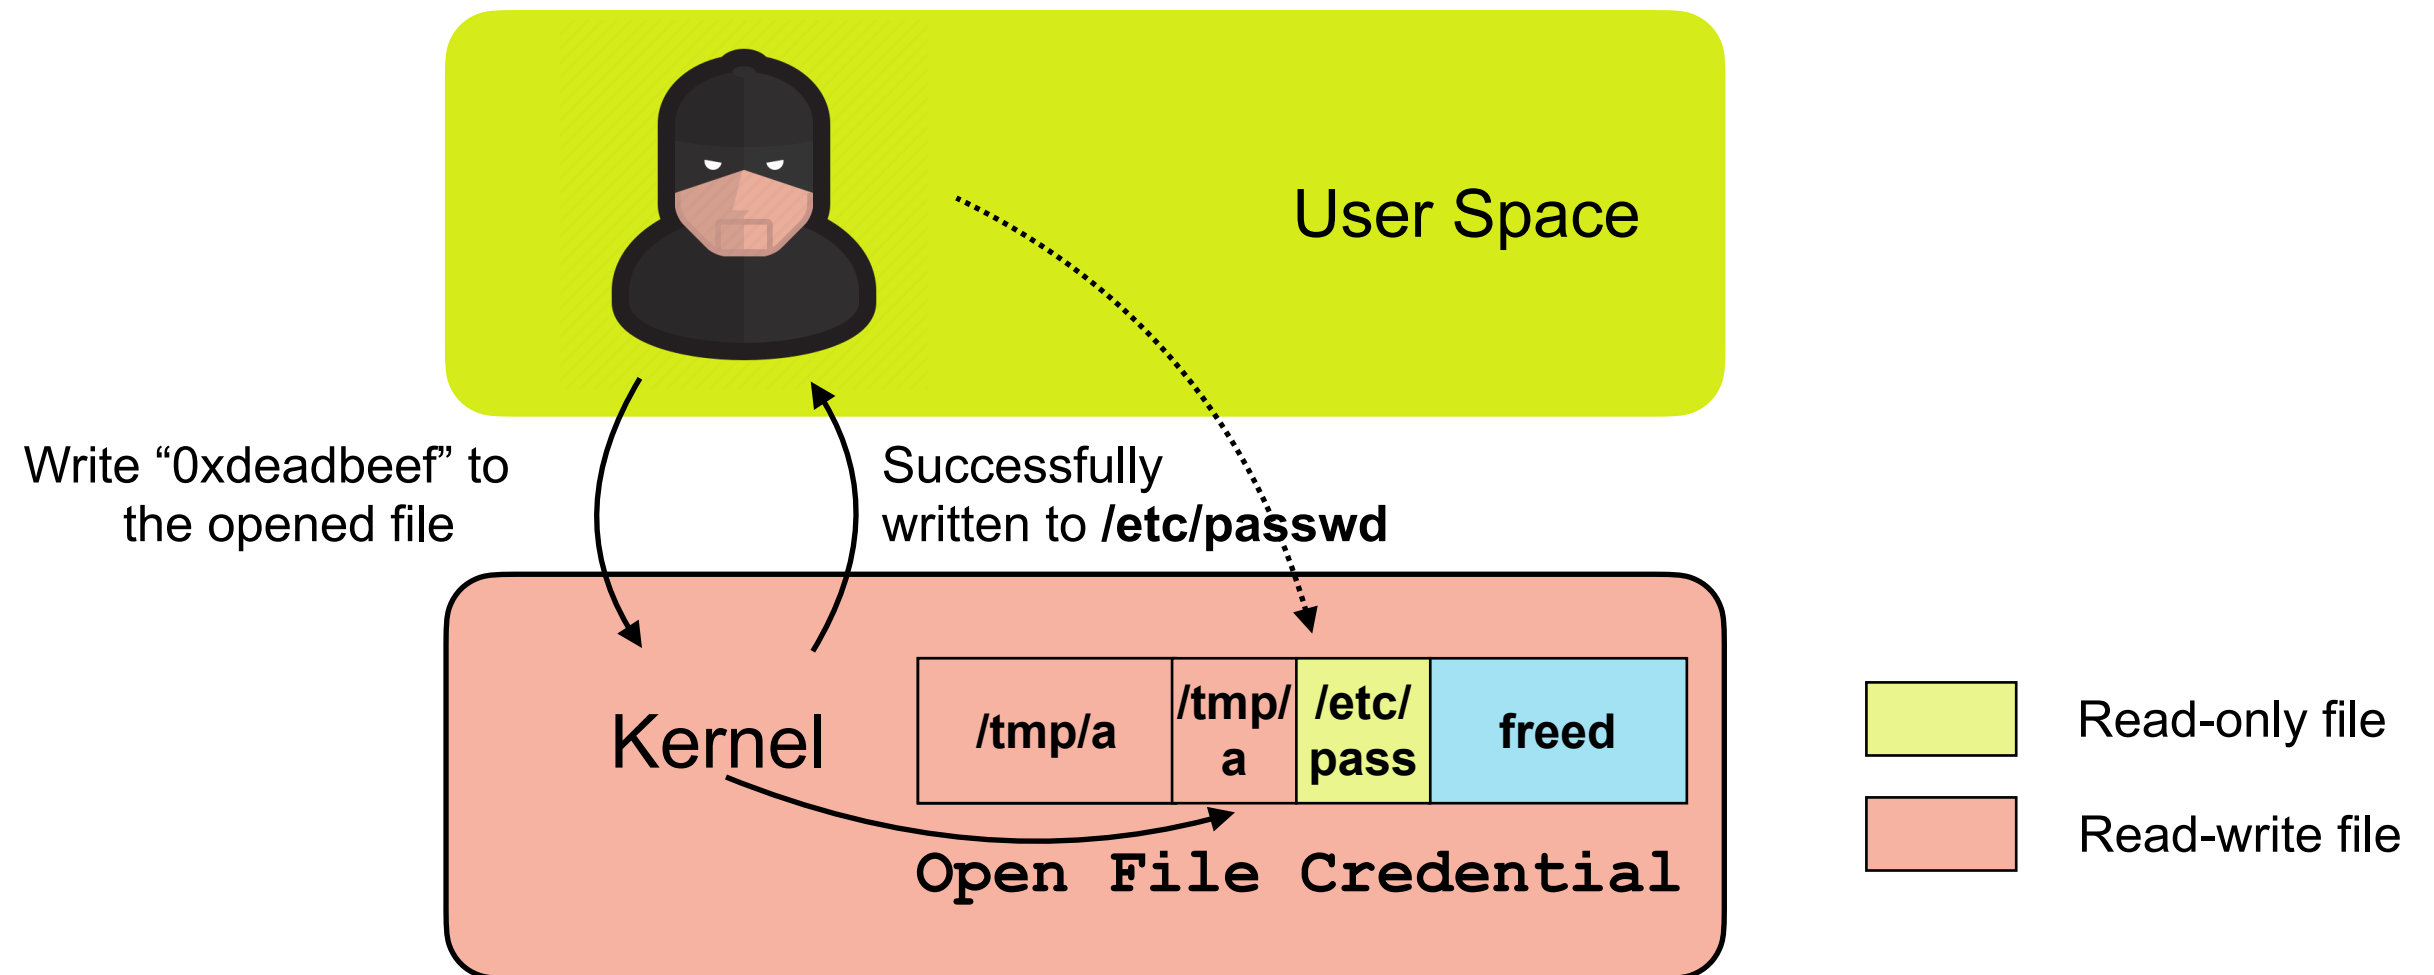 User Space
Write “0xdeadbeef” to
the opened file
Successfully
written to /etc/passwd
Kernel
/tmp/a
/tmp/
a
/etc/
pass
freed
Open File Credential
Read-only file
Read-write file